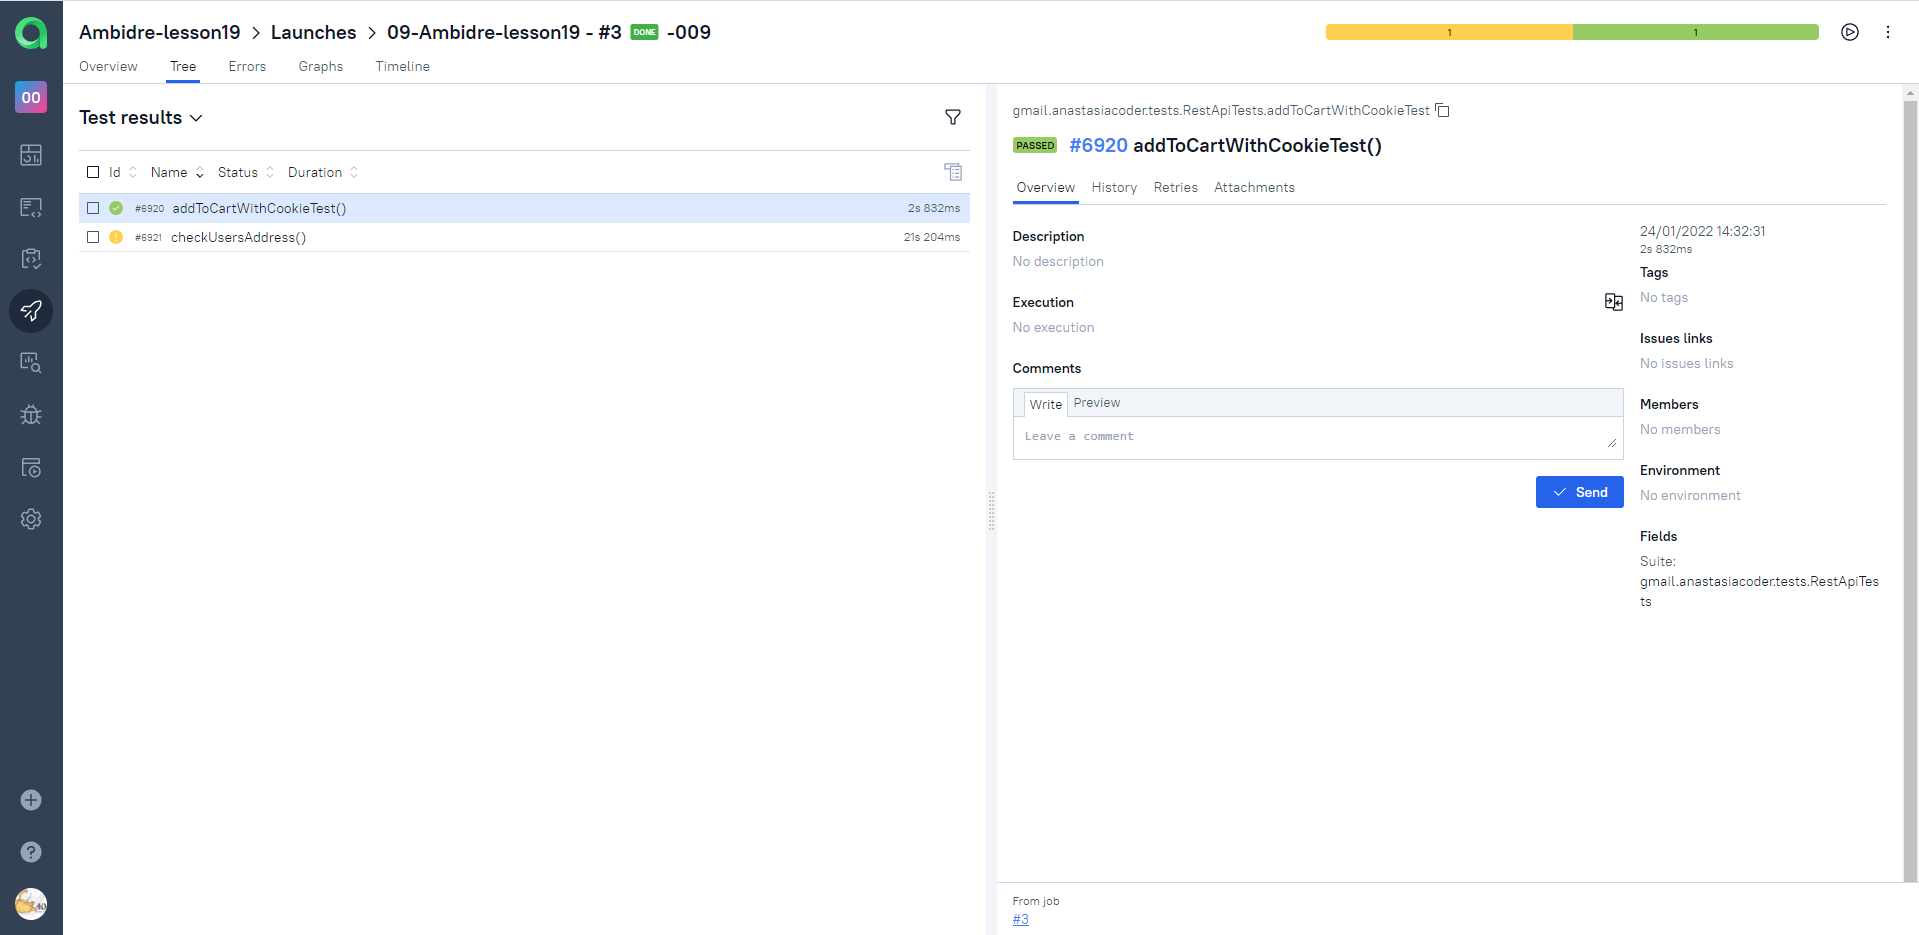 Ambidre-lesson19 > Launches > 09-Ambidre-lesson19 - #3 DONE -009
1 1
Overview Tree Errors Graphs Timeline
00
Test results
Id Name Status Duration
#6920 addToCartWithCookieTest() 2s 832ms
#6921 checkUsersAddress() 21s 204ms
gmail.anastasiacoder.tests.RestApiTests.addToCartWithCookieTest
PASSED #6920 addToCartWithCookieTest()
Overview History Retries Attachments
Description
No description
Execution
No execution
Comments
Write Preview
Leave a comment
Send
24/01/2022 14:32:31
2s 832ms
Tags
No tags
Issues links
No issues links
Members
No members
Environment
No environment
Fields
Suite:
gmail.anastasiacoder.tests.RestApiTes
ts
From job
#3